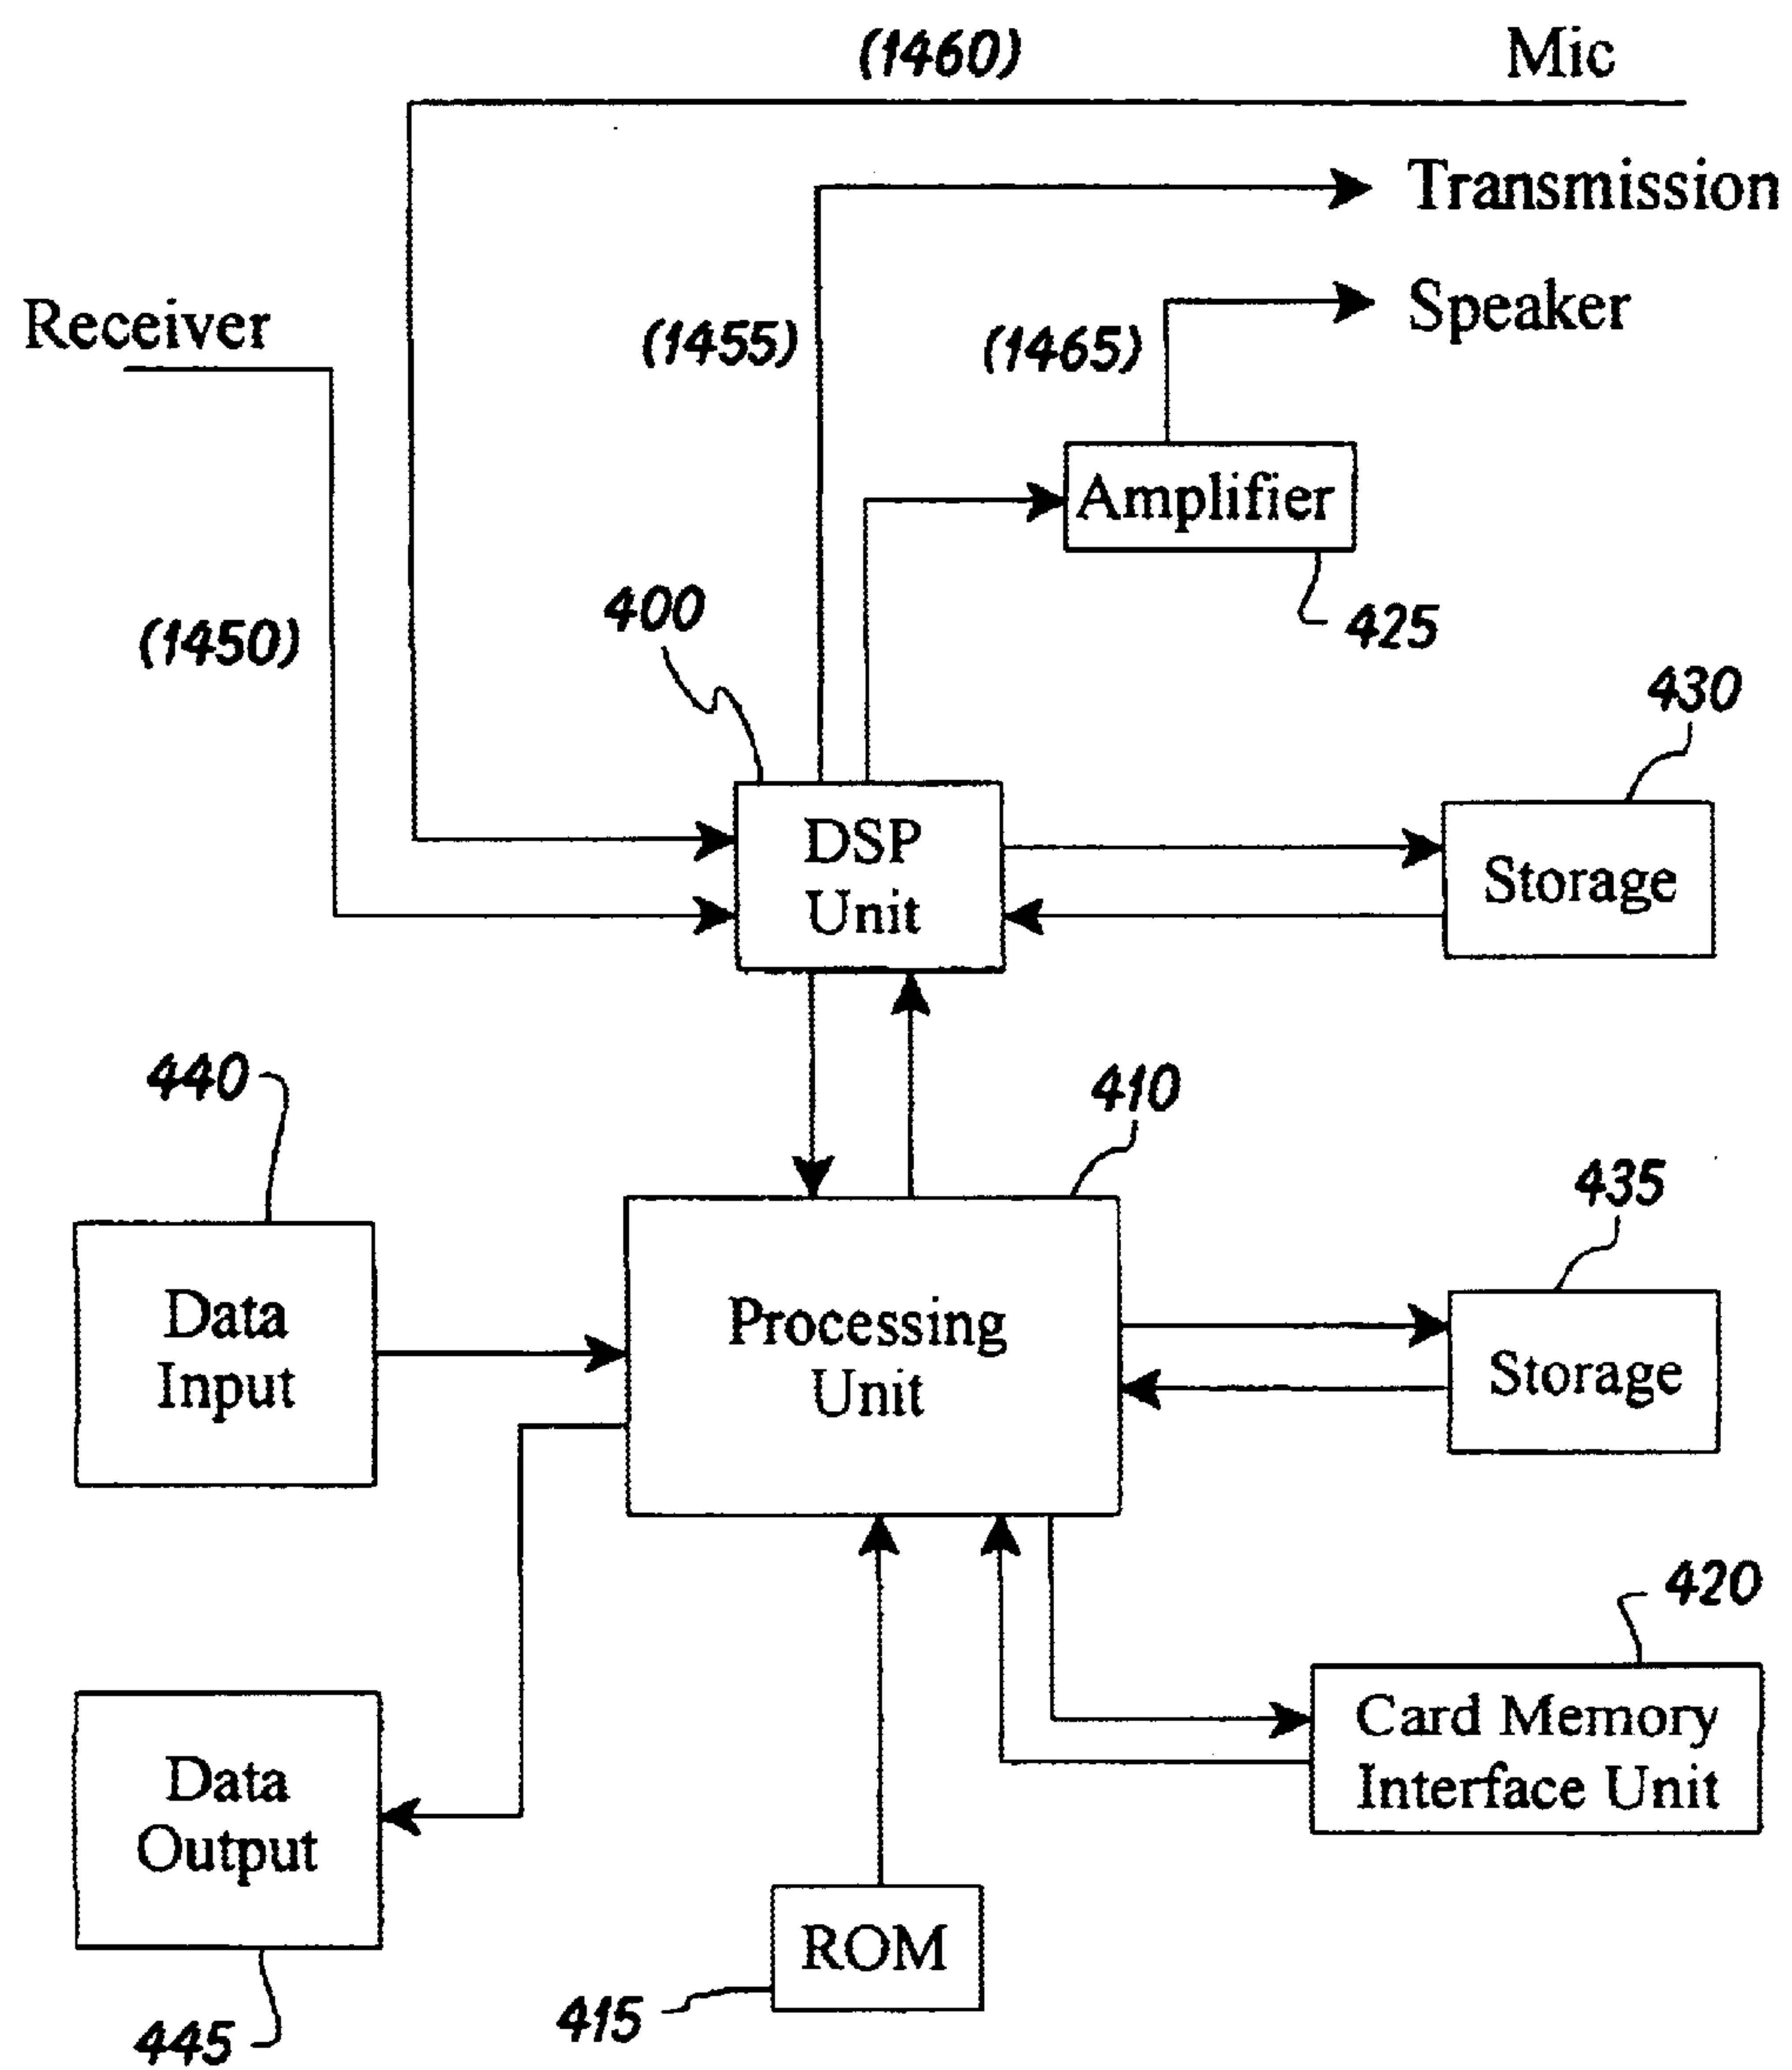 (1460)
Mic
Transmission
Receiver
(1455)
(1465)
Speaker
Amplifier
400
(1450)
425
430
DSP
Unit
Storage
440
410
435
Data
Input
Processing
Unit
Storage
420
Data
Output
Card Memory
Interface Unit
ROM
415
445